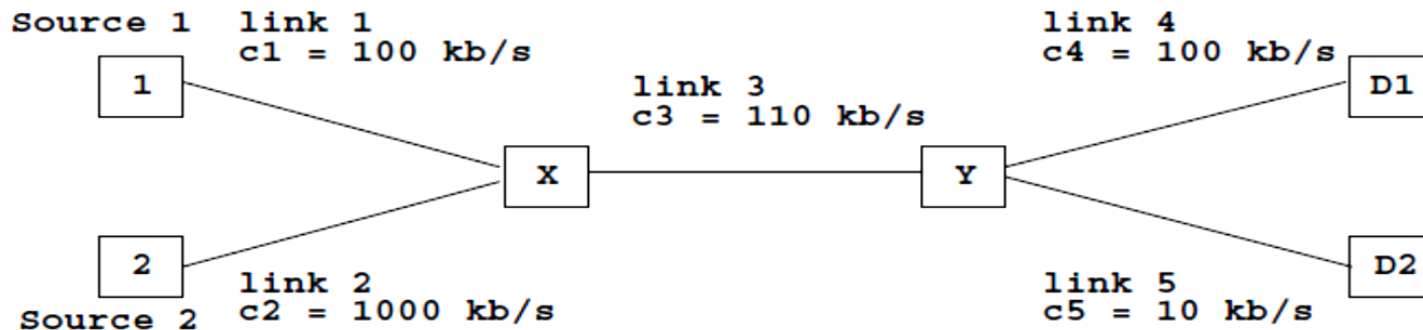 Source 1
link 1
c1 = 100 kb/s
1
link 3
c3 = 110 kb/s
link 4
c4 = 100 kb/s
D1
X
Y
2
Source 2
link 2
c2 = 1000 kb/s
link 5
c5 = 10 kb/s
D2